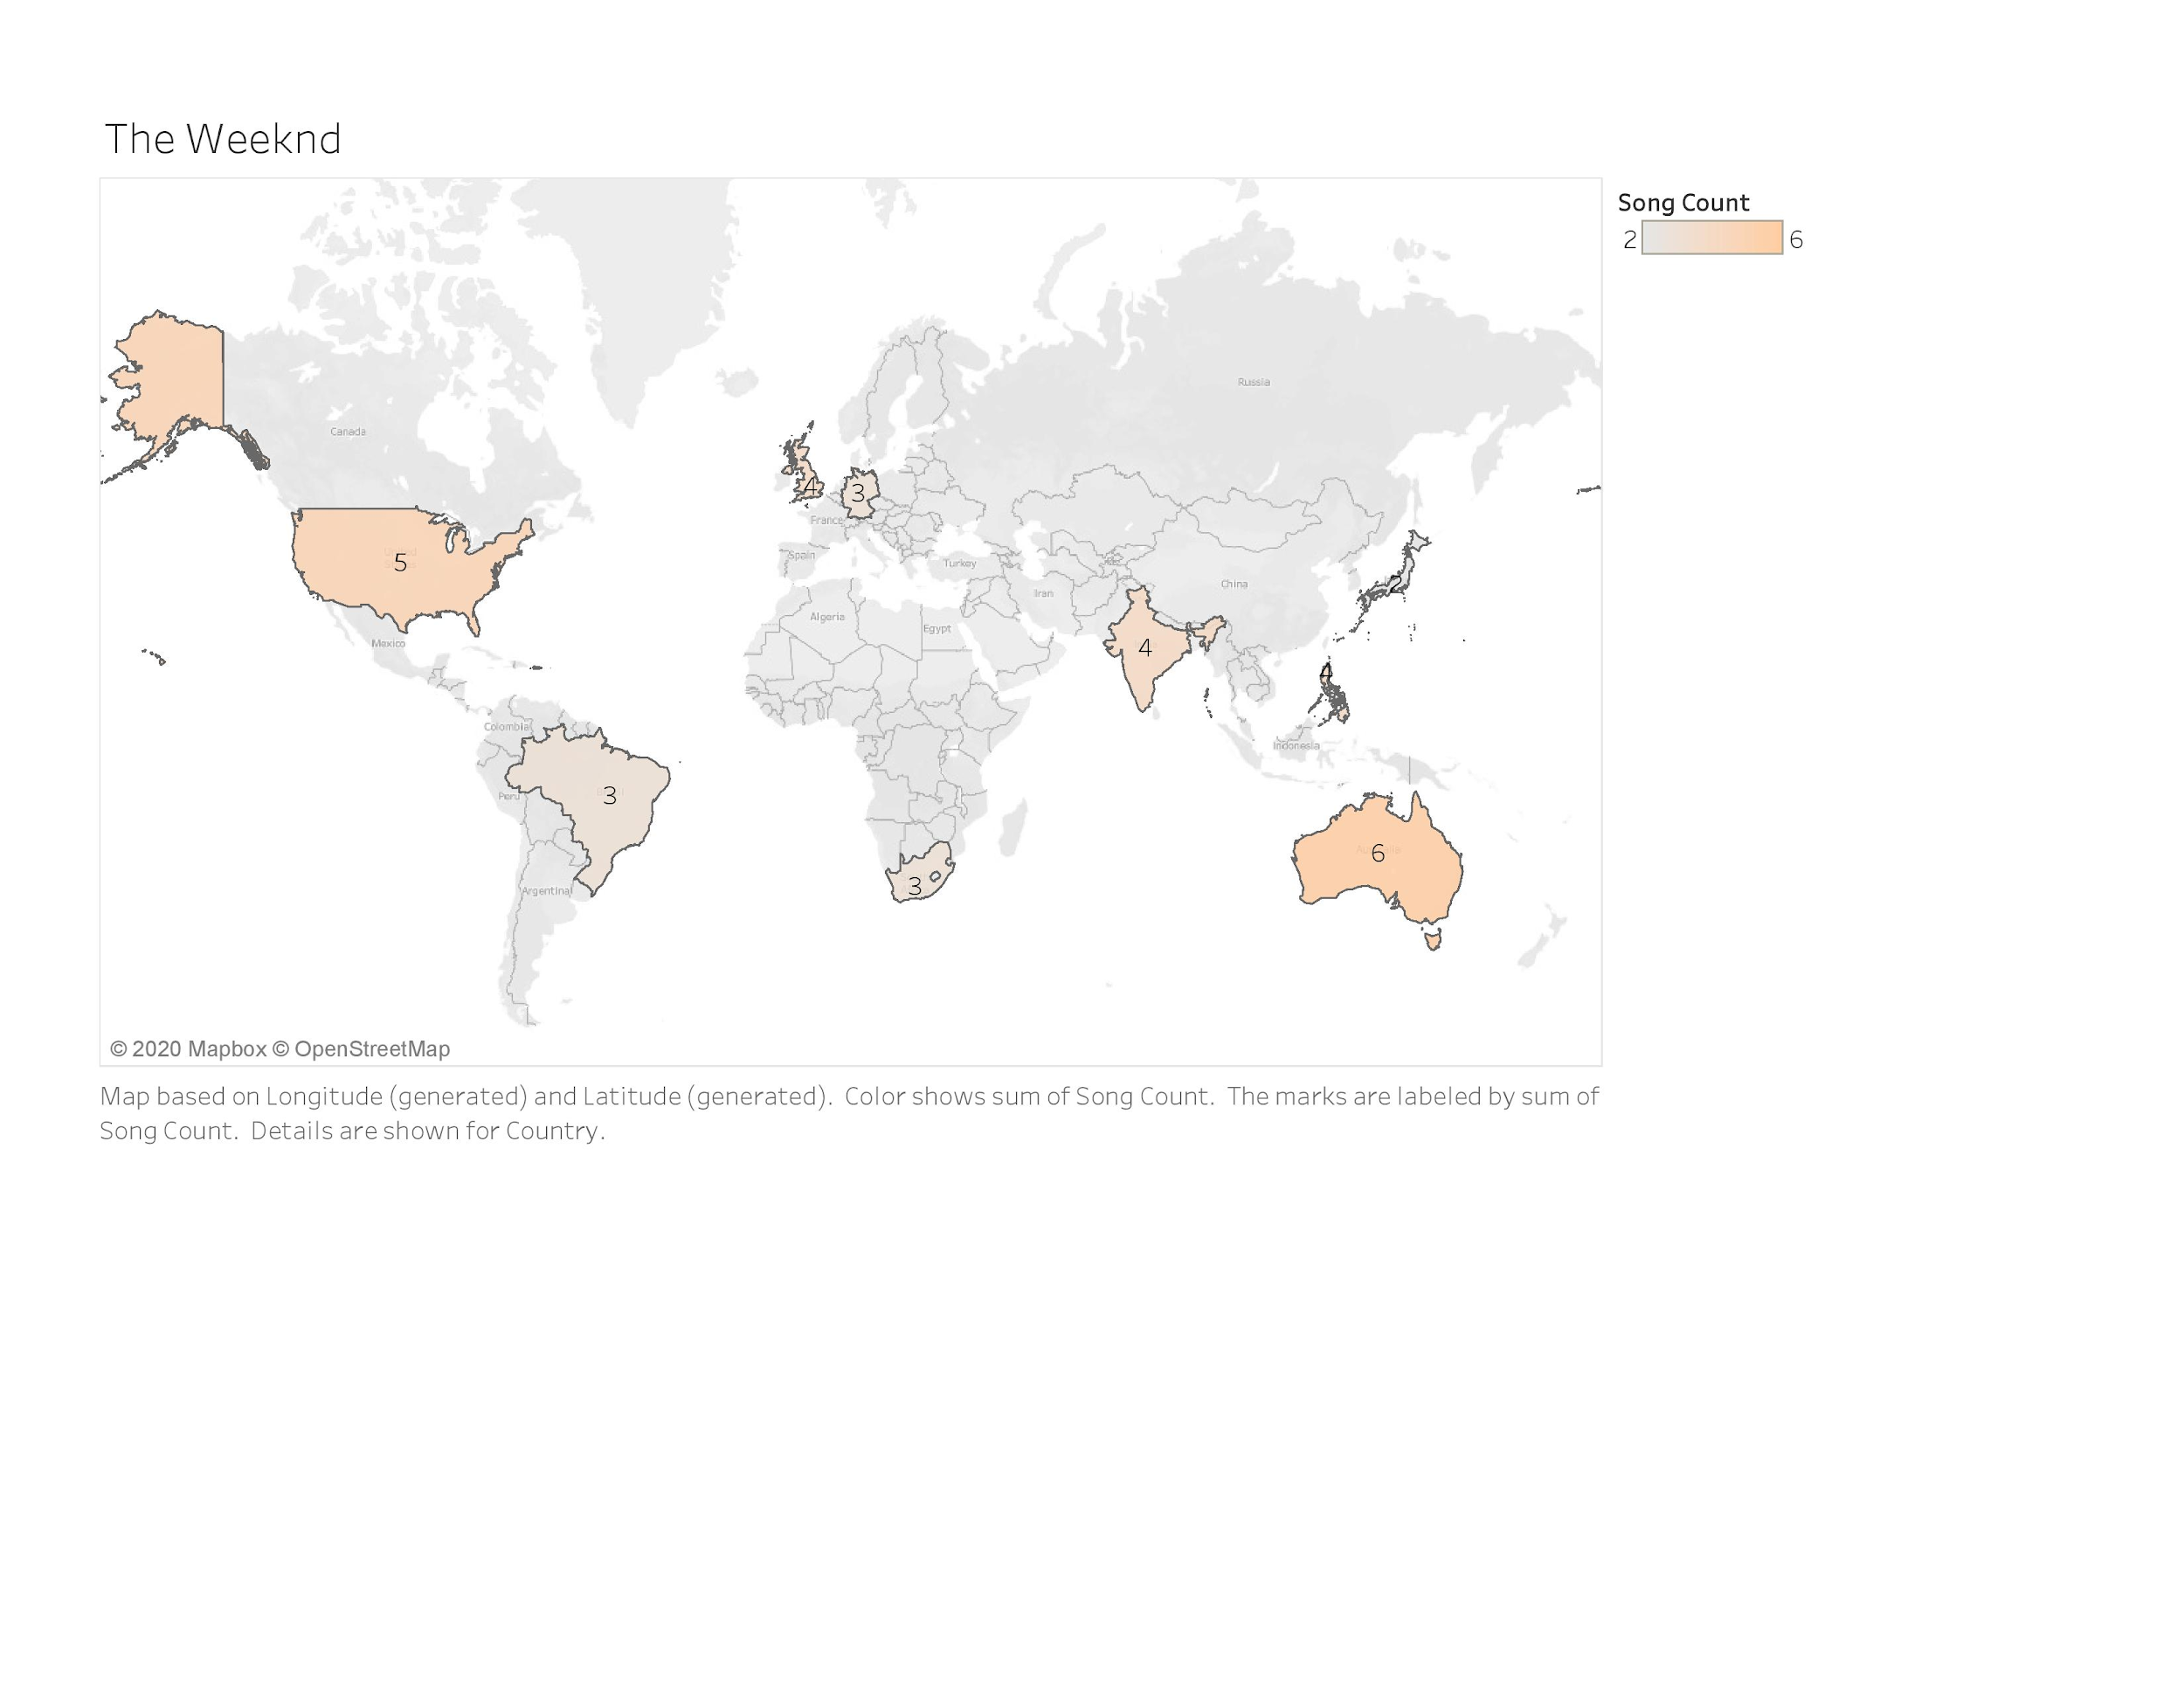 The Weeknd
Song Count
2
6
Russia
Canada
4
3
France
5
Spain
Turkey
China
2
Iran
Algeria
Egypt
Mexico
4
4
Colombia
Indonesia
Peru
3
6
3
Argentina
© 2020 Mapbox © OpenStreetMap
Map based on Longitude (generated) and Latitude (generated). Color shows sum of Song Count. The marks are labeled by sum of
Song Count. Details are shown for Country.